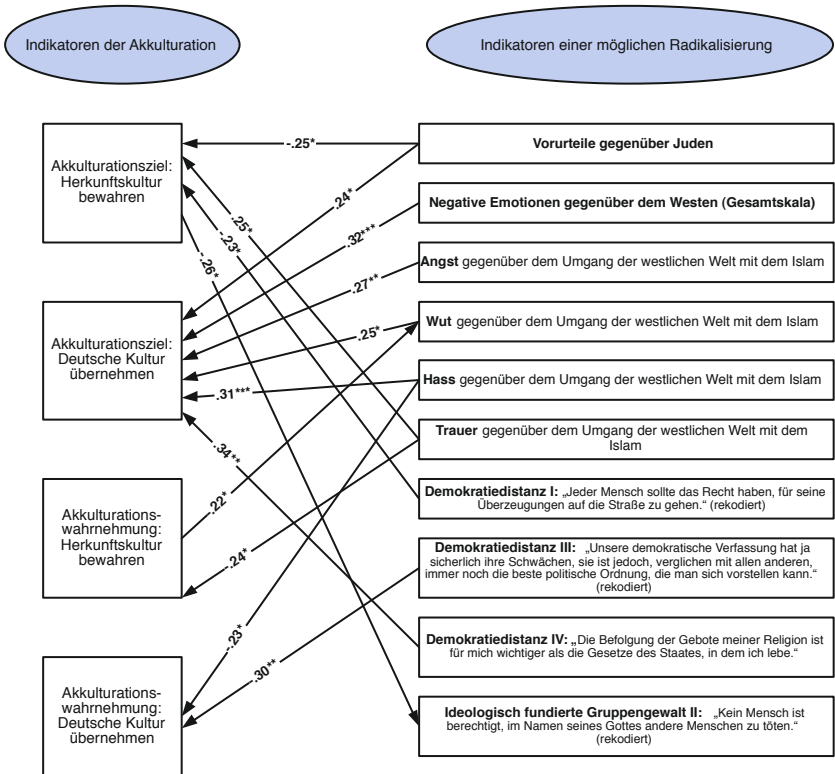 Indikatoren der Akkulturation
Indikatoren einer möglichen Radikalisierung
Akkulturationsziel:
Herkunftskultur
bewahren
Akkulturationsziel:
Deutsche Kultur
übernehmen
Akkulturations-
wahrnehmung:
Herkunftskultur
bewahren
Akkulturations-
wahrnehmung:
Deutsche Kultur
übernehmen
-.25*
.24*
.25*
-.23*
.32***
-.26*
.27**
.25*
.31***
.34**
.22*
.24*
-.23*
-.30**
Vorurteile gegenüber Juden
Negative Emotionen gegenüber dem Westen (Gesamtskala)
Angst gegenüber dem Umgang der westlichen Welt mit dem Islam
Wut gegenüber dem Umgang der westlichen Welt mit dem Islam
Hass gegenüber dem Umgang der westlichen Welt mit dem Islam
Trauer gegenüber dem Umgang der westlichen Welt mit dem
Islam
Demokratiedistanz I: „Jeder Mensch sollte das Recht haben, für seine
Überzeugungen auf die Straße zu gehen.“ (rekodiert)
Demokratiedistanz III: „Unsere demokratische Verfassung hat ja
sicherlich ihre Schwächen, sie ist jedoch, verglichen mit allen anderen,
immer noch die beste politische Ordnung, die man sich vorstellen kann.“
(rekodiert)
Demokratiedistanz IV: „Die Befolgung der Gebote meiner Religion ist
für mich wichtiger als die Gesetze des Staates, in dem ich lebe.“
Ideologisch fundierte Gruppengewalt II: „Kein Mensch ist
berechtigt, im Namen seines Gottes andere Menschen zu töten.“
(rekodiert)